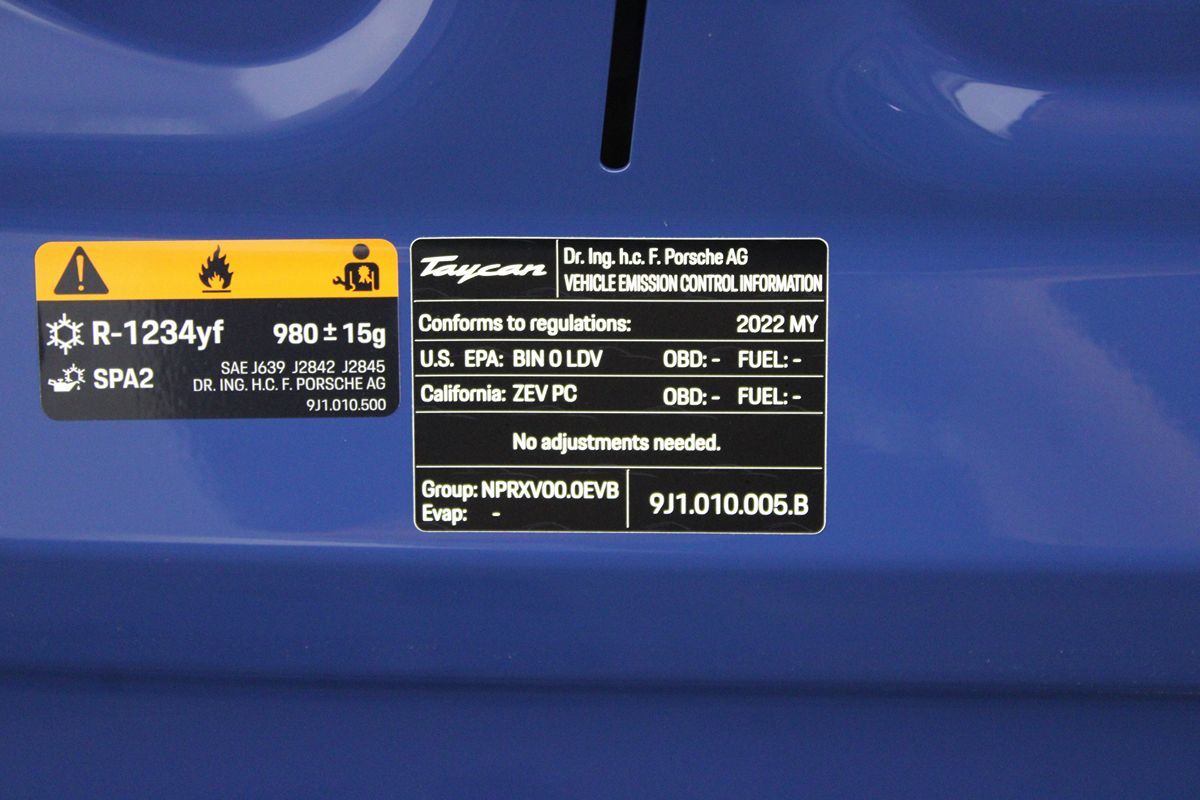 R-1234yf 980 ± 15g
SPA2
SAE J639 J2842 J2845
DR. ING. H.C. F. PORSCHE AG
9J1.010.500
Taycan
Dr. Ing. h.c. F. Porsche AG
VEHICLE EMISSION CONTROL INFORMATION
Conforms to regulations: 2022 MY
U.S. EPA: BIN 0 LDV OBD: - FUEL: -
California: ZEV PC OBD: - FUEL: -
No adjustments needed.
Group: NPRXV00.0EVB
Evap: -
9J1.010.005.B